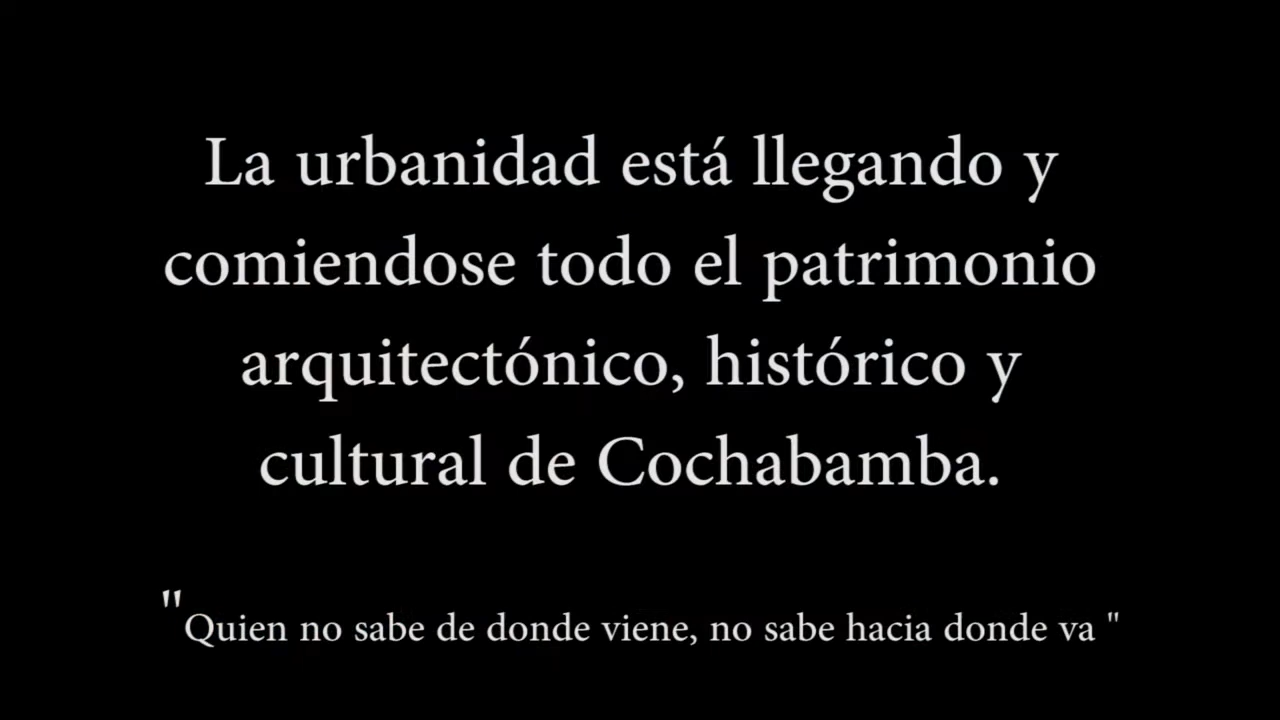 La urbanidad está llegando y
comiendose todo el patrimonio
arquitectónico, histórico y
cultural de Cochabamba.
"Quien no sabe de donde viene, no sabe hacia donde va "